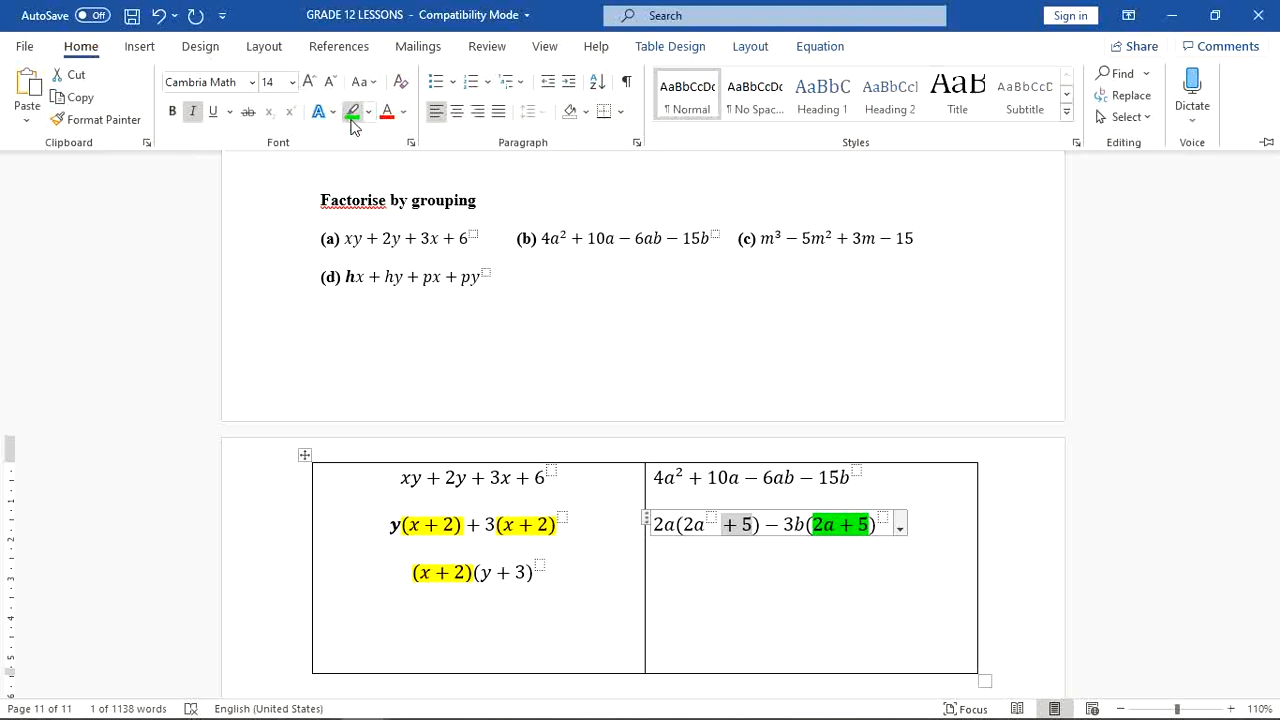 AutoSave Off GRADE 12 LESSONS - Compatibility Mode Search Sign in
File Home Insert Design Layout References Mailings Review View Help Table Design Layout Equation Share Comments
Paste Cut Copy Format Painter
Cambria Math 14 Aa A
B I U ab x x A A
AaBbCcDc AaBbCcDc AaBbC AaBbCcI AaB AaBbCcD
¶ Normal ¶ No Spac... Heading 1 Heading 2 Title Subtitle
Find Replace Select Dictate
Clipboard Font Paragraph Styles Editing Voice
Factorise by grouping
(a) xy + 2y + 3x + 6 (b) 4a² + 10a − 6ab − 15b (c) m³ − 5m² + 3m − 15
(d) hx + hy + px + py
xy + 2y + 3x + 6 4a² + 10a − 6ab − 15b
y(x + 2) + 3(x + 2) 2a(2a + 5) − 3b(2a + 5)
(x + 2)(y + 3)
Page 11 of 11 1 of 1138 words English (United States) Focus 110%